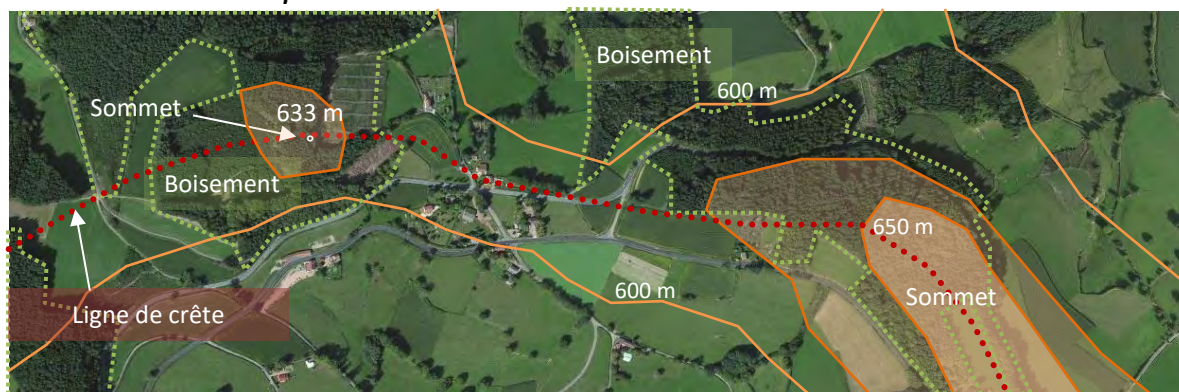 Boisement
600 m
Sommet
633 m
Boisement
650 m
Sommet
600 m
Ligne de crête